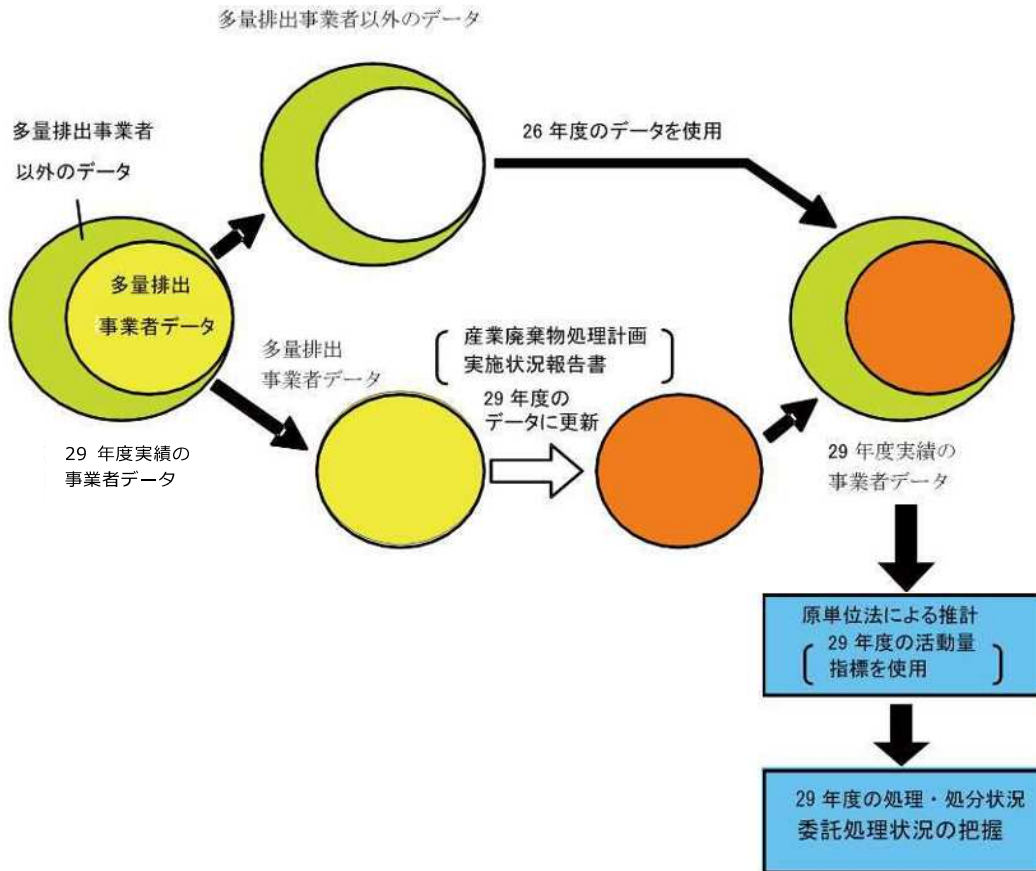 多量排出事業者以外のデータ
多量排出事業者
以外のデータ
26 年度のデータを使用
多量排出
事業者データ
多量排出
事業者データ
産業廃棄物処理計画
実施状況報告書
29 年度の
データに更新
29 年度実績の
事業者データ
29 年度実績の
事業者データ
原単位法による推計
29 年度の活動量
指標を使用
29 年度の処理・処分状況
委託処理状況の把握